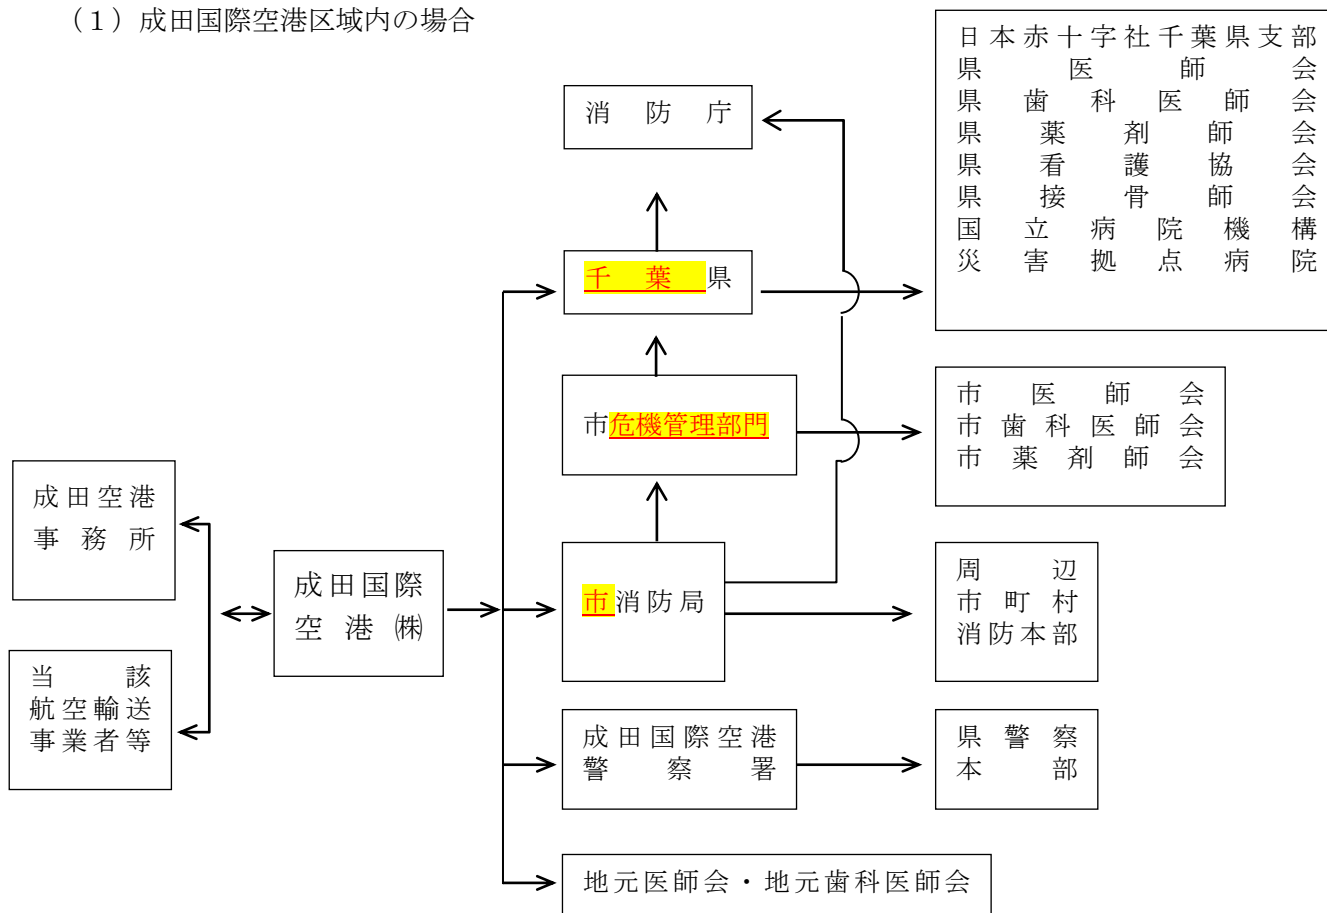 （１）成田国際空港区域内の場合
日本赤十字社千葉県支部
県医師会
県歯科医師会
県薬剤師会
県看護協会
県接骨師会
国立病院機構
災害拠点病院
消防庁
千葉県
市危機管理部門
市医師会
市歯科医師会
市薬剤師会
成田空港
事務所
成田国際
空港㈱
当該
航空輸送
事業者等
市消防局
周辺
市町村
消防本部
成田国際空港
警察署
県警察
本部
地元医師会・地元歯科医師会